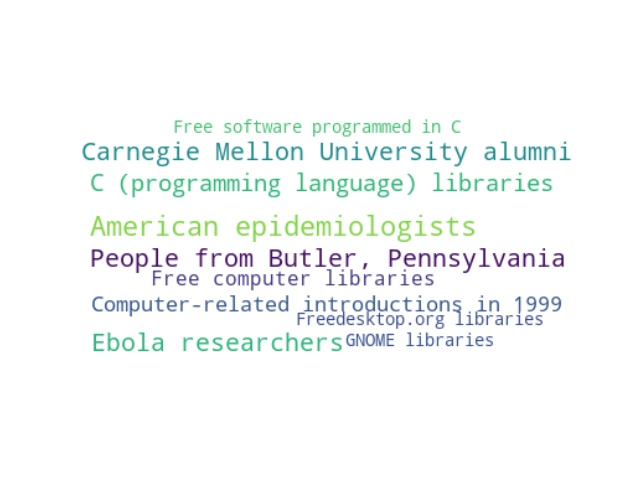 Free software programmed in C
Carnegie Mellon University alumni
C (programming language) libraries
American epidemiologists
People from Butler, Pennsylvania
Free computer libraries
Computer-related introductions in 1999
Freedesktop.org libraries
Ebola researchers
GNOME libraries